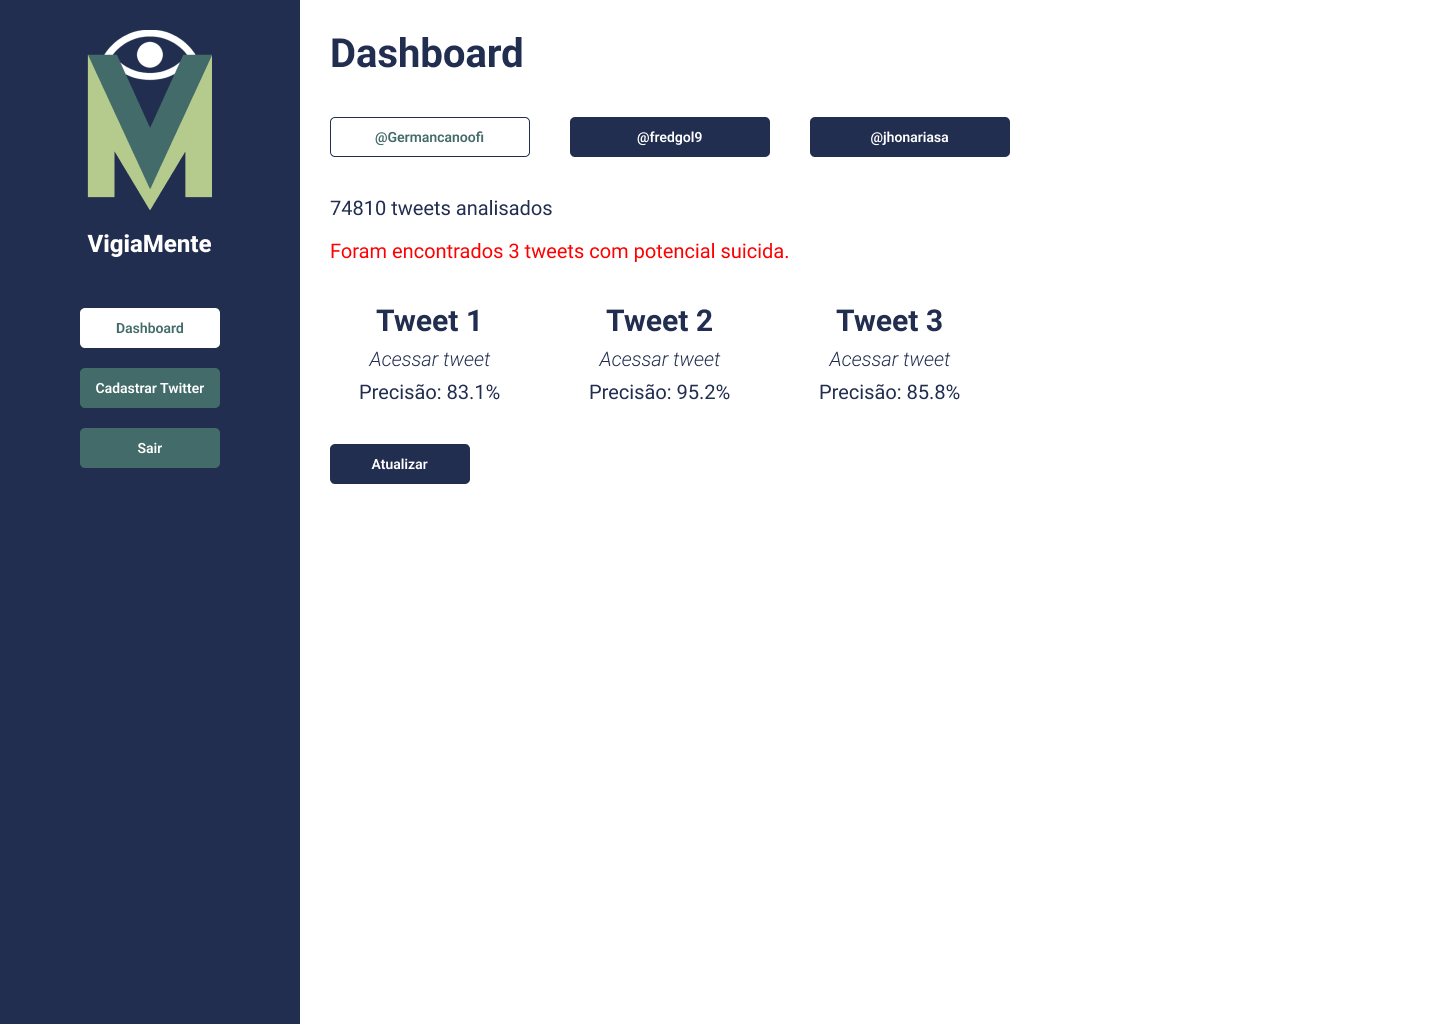 VigiaMente
Dashboard
Cadastrar Twitter
Sair
Dashboard
@Germancanoofi
@fredgol9
@jhonariasa
74810 tweets analisados
Foram encontrados 3 tweets com potencial suicida.
Tweet 1
Acessar tweet
Precisão: 83.1%
Tweet 2
Acessar tweet
Precisão: 95.2%
Tweet 3
Acessar tweet
Precisão: 85.8%
Atualizar